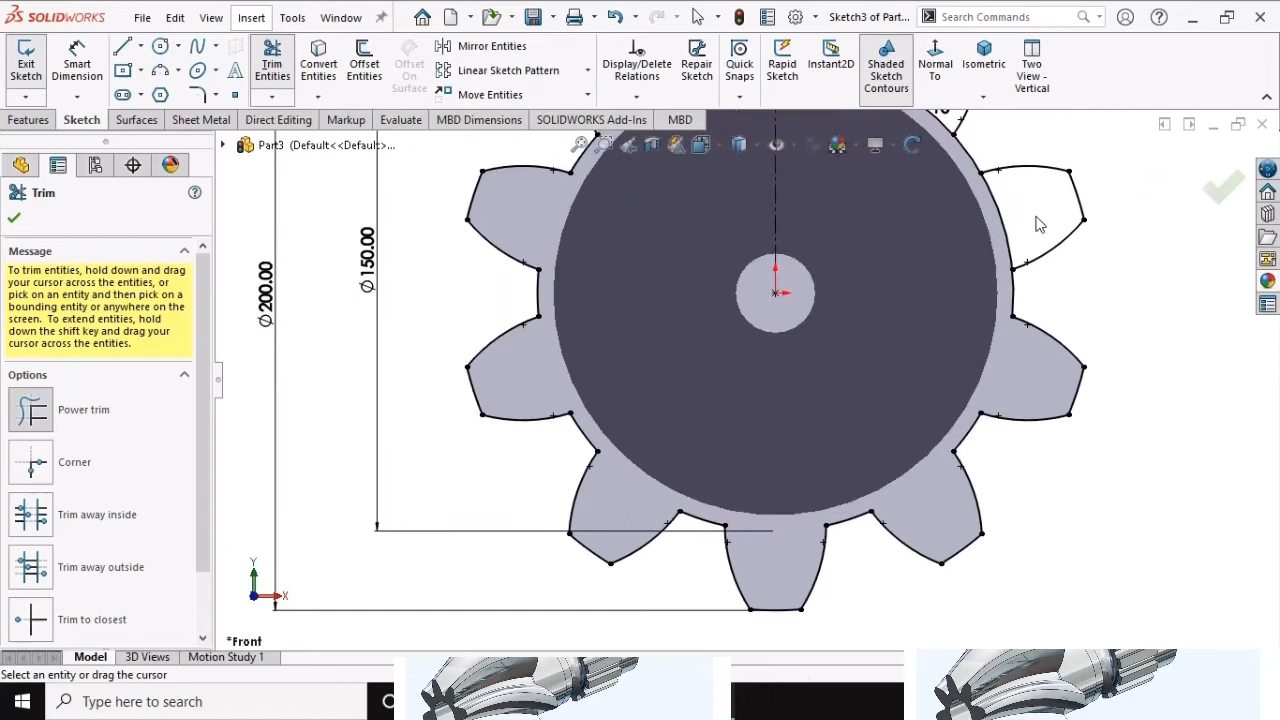 SOLIDWORKS
File
Edit
View
Insert
Tools
Window
Sketch3 of Part...
Search Commands
Exit Sketch
Smart Dimension
Trim Entities
Convert Entities
Offset Entities
Offset On Surface
Mirror Entities
Linear Sketch Pattern
Move Entities
Display/Delete Relations
Repair Sketch
Quick Snaps
Rapid Sketch
Instant2D
Shaded Sketch Contours
Normal To
Isometric
Two View - Vertical
Features
Sketch
Surfaces
Sheet Metal
Direct Editing
Markup
Evaluate
MBD Dimensions
SOLIDWORKS Add-Ins
MBD
Part3 (Default<<Default>...
Trim
Message
To trim entities, hold down and drag
your cursor across the entities, or
pick on an entity and then pick on a
bounding entity or anywhere on the
screen. To extend entities, hold
down the shift key and drag your
cursor across the entities.
Options
Power trim
Corner
Trim away inside
Trim away outside
Trim to closest
∅200.00
∅150.00
Y
X
*Front
Model
3D Views
Motion Study 1
Select an entity or drag the cursor
Type here to search